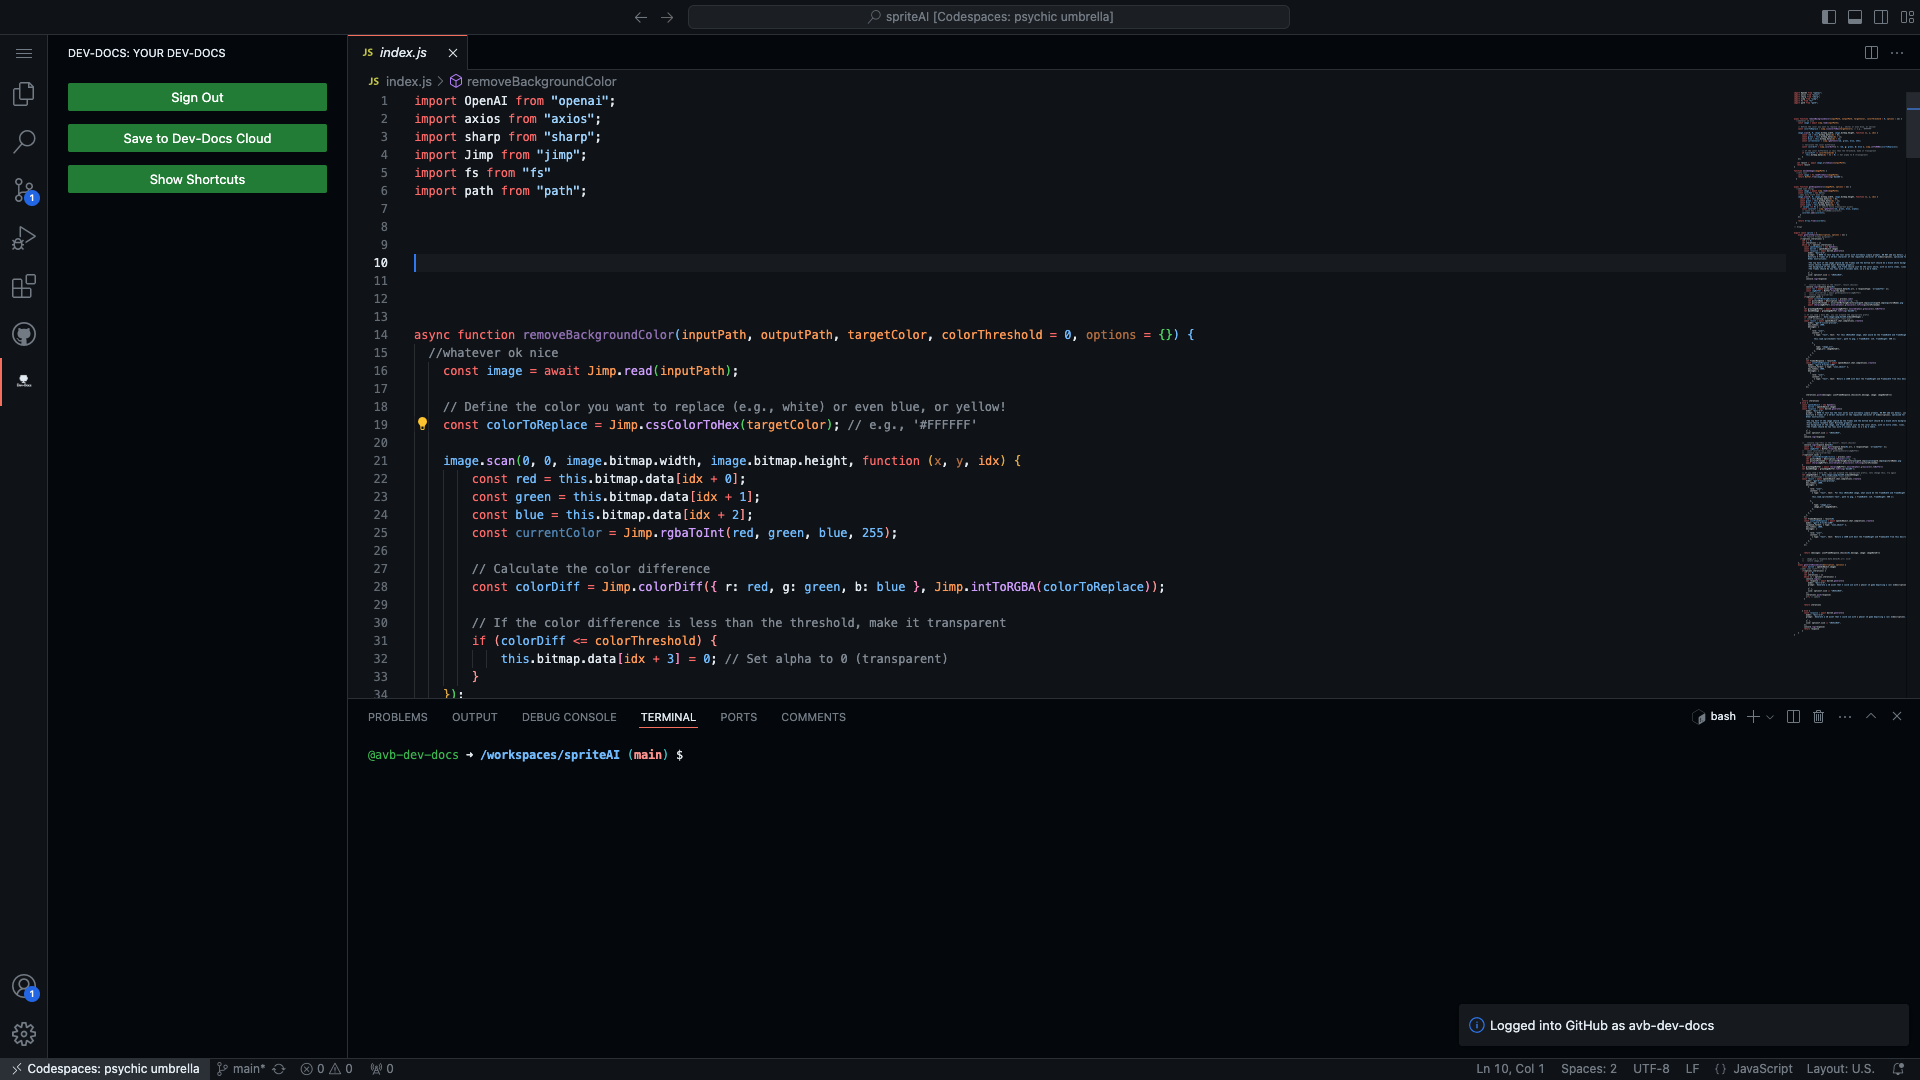 spriteAI [Codespaces: psychic umbrella]
DEV-DOCS: YOUR DEV-DOCS
Sign Out
Save to Dev-Docs Cloud
Show Shortcuts
1
Dev-Docs
1
JS index.js
JS index.js > removeBackgroundColor
1 import OpenAI from "openai";
2 import axios from "axios";
3 import sharp from "sharp";
4 import Jimp from "jimp";
5 import fs from "fs"
6 import path from "path";
7
8
9
10
11
12
13
14 async function removeBackgroundColor(inputPath, outputPath, targetColor, colorThreshold = 0, options = {}) {
15 //whatever ok nice
16 const image = await Jimp.read(inputPath);
17
18 // Define the color you want to replace (e.g., white) or even blue, or yellow!
19 const colorToReplace = Jimp.cssColorToHex(targetColor); // e.g., '#FFFFFF'
20
21 image.scan(0, 0, image.bitmap.width, image.bitmap.height, function (x, y, idx) {
22 const red = this.bitmap.data[idx + 0];
23 const green = this.bitmap.data[idx + 1];
24 const blue = this.bitmap.data[idx + 2];
25 const currentColor = Jimp.rgbaToInt(red, green, blue, 255);
26
27 // Calculate the color difference
28 const colorDiff = Jimp.colorDiff({ r: red, g: green, b: blue }, Jimp.intToRGBA(colorToReplace));
29
30 // If the color difference is less than the threshold, make it transparent
31 if (colorDiff <= colorThreshold) {
32 this.bitmap.data[idx + 3] = 0; // Set alpha to 0 (transparent)
33 }
34 });
PROBLEMS OUTPUT DEBUG CONSOLE TERMINAL PORTS COMMENTS
bash
@avb-dev-docs ➜ /workspaces/spriteAI (main) $
Logged into GitHub as avb-dev-docs
Codespaces: psychic umbrella main* 0 0 0
Ln 10, Col 1 Spaces: 2 UTF-8 LF {} JavaScript Layout: U.S.